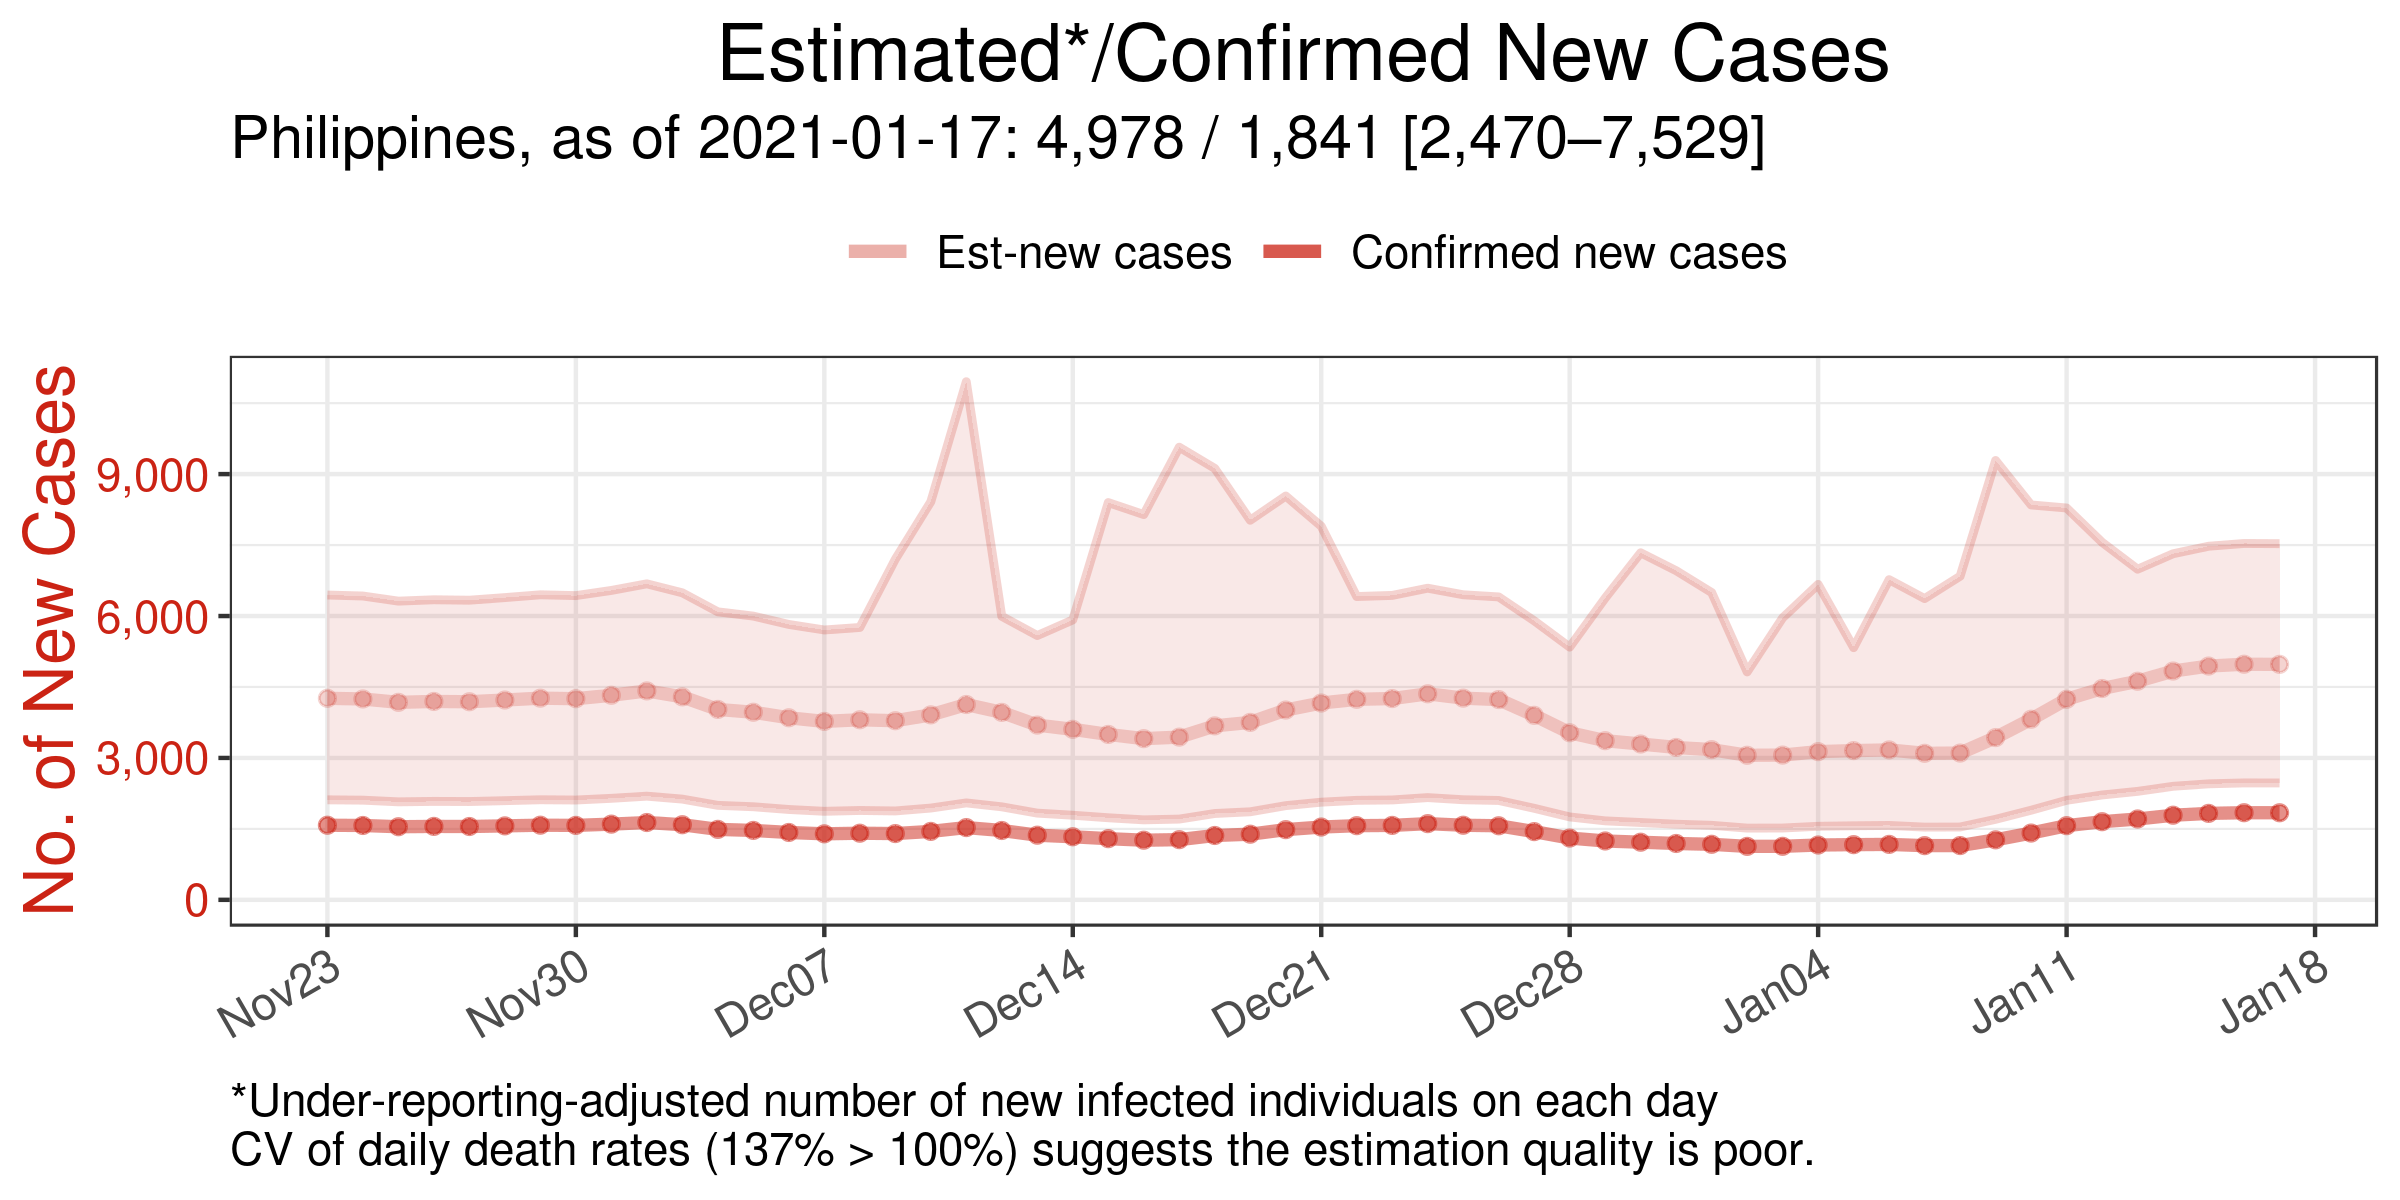 Estimated*/Confirmed New Cases
Philippines, as of 2021-01-17: 4,978 / 1,841 [2,470–7,529]
Est-new cases
Confirmed new cases
No. of New Cases
9,000
6,000
3,000
0
Nov23
Nov30
Dec07
Dec14
Dec21
Dec28
Jan04
Jan11
Jan18
*Under-reporting-adjusted number of new infected individuals on each day
CV of daily death rates (137% > 100%) suggests the estimation quality is poor.